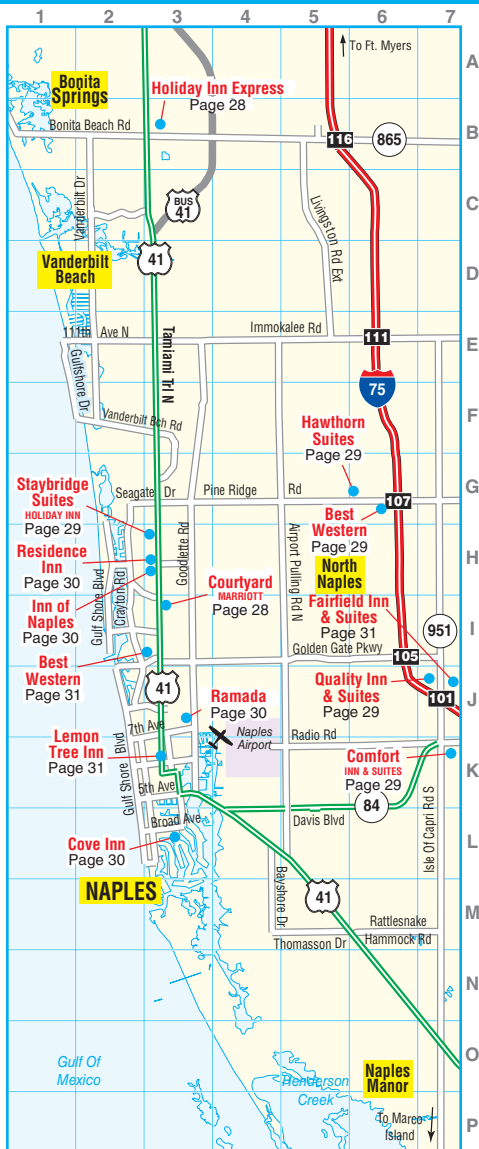 1 2 3 4 5 6 7
A
To Ft. Myers
Bonita
Springs
Holiday Inn Express
Page 28
B
Bonita Beach Rd
116
865
C
Vanderbilt Dr
BUS
41
Livingston Rd Ext
D
Vanderbilt
Beach
41
E
111th Ave N
Tamiami Trl N
Immokalee Rd
111
Gulfshore Dr
75
F
Vanderbilt Bch Rd
Hawthorn
Suites
Page 29
G
Staybridge
Suites
HOLIDAY INN
Page 29
Seagate Dr
Pine Ridge Rd
107
Best
Western
Page 29
H
Residence
Inn
Page 30
Goodlette Rd
Airport Pulling Rd N
North
Naples
Gulf Shore Blvd
Crayton Rd
Inn of
Naples
Page 30
Courtyard
MARRIOTT
Page 28
Fairfield Inn
& Suites
Page 31
I
951
Golden Gate Pkwy
105
Best
Western
Page 31
41
Quality Inn
& Suites
Page 29
J
101
Ramada
Page 30
7th Ave
Naples
Airport
Radio Rd
Lemon
Tree Inn
Page 31
Gulf Shore Blvd
Comfort
INN & SUITES
Page 29
K
5th Ave
84
Isle Of Capri Rd S
Broad Ave
Davis Blvd
L
Cove Inn
Page 30
NAPLES
Bayshore Dr
41
M
Rattlesnake
Hammock Rd
Thomasson Dr
N
O
Gulf Of
Mexico
Henderson
Creek
Naples
Manor
To Marco
Island
P